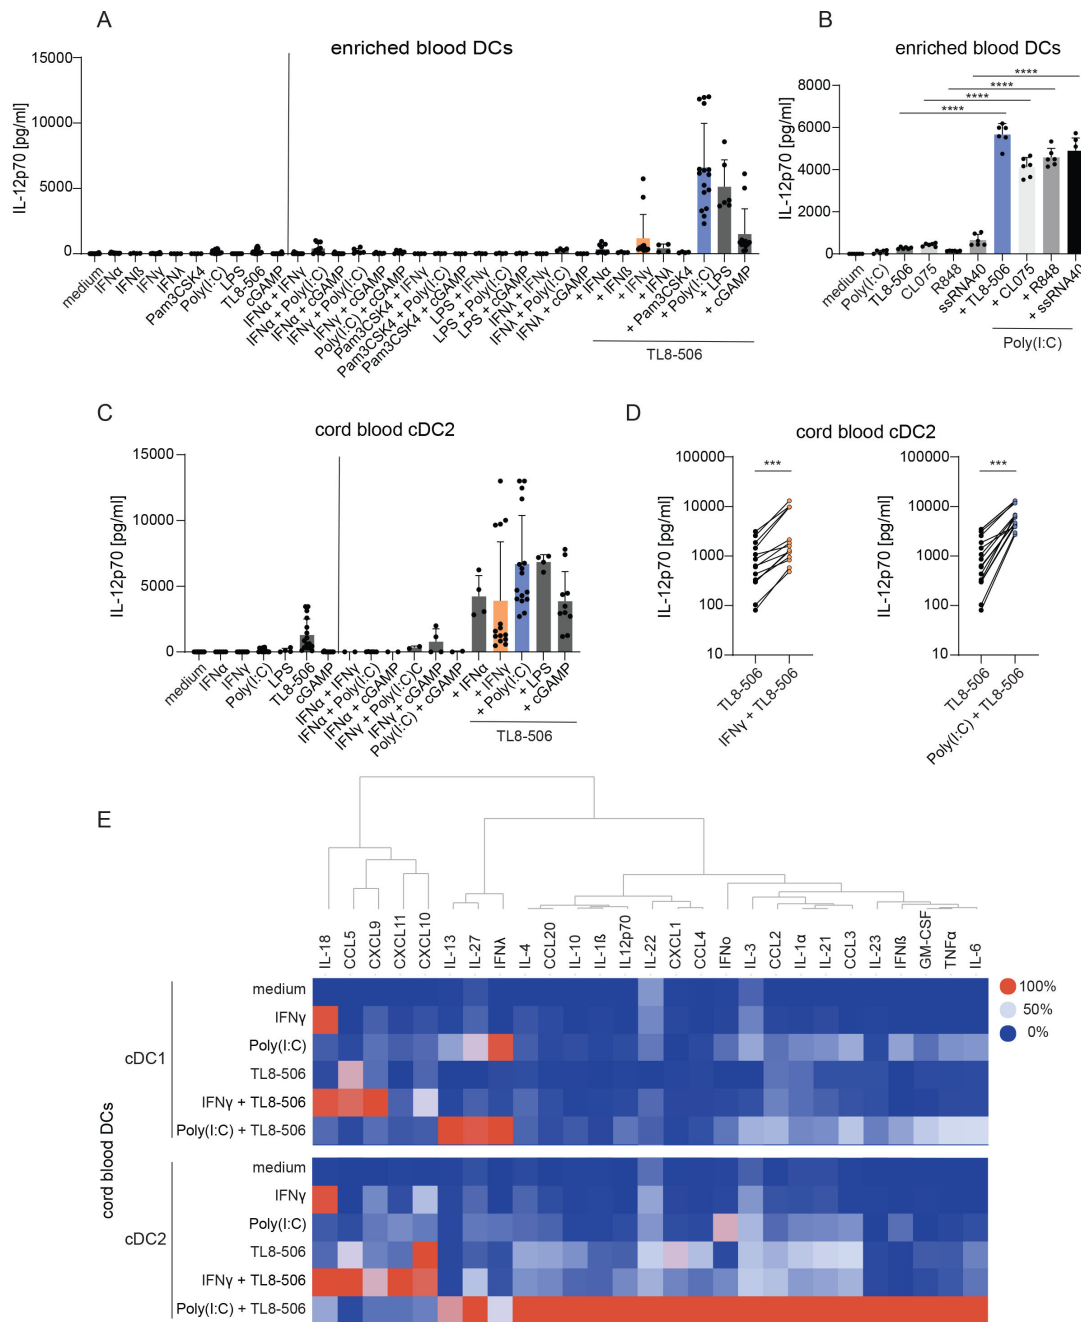 A
enriched blood DCs
IL-12p70 [pg/ml]
15000
10000
5000
0
medium
IFNα
IFNß
IFNγ
IFNλ
Pam3CSK4
Poly(I:C)
LPS
TL8-506
cGAMP
IFNα + IFNγ
IFNα + Poly(I:C)
IFNα + cGAMP
IFNγ + Poly(I:C)
IFNγ + cGAMP
Poly(I:C) + cGAMP
Pam3CSK4 + IFNγ
Pam3CSK4 + Poly(I:C)
Pam3CSK4 + cGAMP
LPS + IFNγ
LPS + Poly(I:C)
LPS + cGAMP
IFNλ + IFNγ
IFNλ + Poly(I:C)
IFNλ + cGAMP
+ IFNα
+ IFNß
+ IFNγ
+ IFNλ
+ Pam3CSK4
+ Poly(I:C)
+ LPS
+ cGAMP
TL8-506
B
enriched blood DCs
IL-12p70 [pg/ml]
8000
6000
4000
2000
0
****
****
****
****
medium
Poly(I:C)
TL8-506
CL075
R848
ssRNA40
+ TL8-506
+ CL075
+ R848
+ ssRNA40
Poly(I:C)
C
cord blood cDC2
IL-12p70 [pg/ml]
15000
10000
5000
0
medium
IFNα
IFNγ
Poly(I:C)
LPS
TL8-506
cGAMP
IFNα + IFNγ
IFNα + Poly(I:C)
IFNα + cGAMP
IFNγ + Poly(I:C)C
IFNγ + cGAMP
Poly(I:C) + cGAMP
+ IFNα
+ IFNγ
+ Poly(I:C)
+ LPS
+ cGAMP
TL8-506
D
cord blood cDC2
IL-12p70 [pg/ml]
100000
10000
1000
100
10
***
TL8-506
IFNγ + TL8-506
IL-12p70 [pg/ml]
100000
10000
1000
100
10
***
TL8-506
Poly(I:C) + TL8-506
E
IL-18
CCL5
CXCL9
CXCL11
CXCL10
IL-13
IL-27
IFNλ
IL-4
CCL20
IL-10
IL-1ß
IL12p70
IL-22
CXCL1
CCL4
IFNα
IL-3
CCL2
IL-1α
IL-21
CCL3
IL-23
IFNß
GM-CSF
TNFα
IL-6
cord blood DCs
cDC1
medium
IFNγ
Poly(I:C)
TL8-506
IFNγ + TL8-506
Poly(I:C) + TL8-506
cDC2
medium
IFNγ
Poly(I:C)
TL8-506
IFNγ + TL8-506
Poly(I:C) + TL8-506
100%
50%
0%